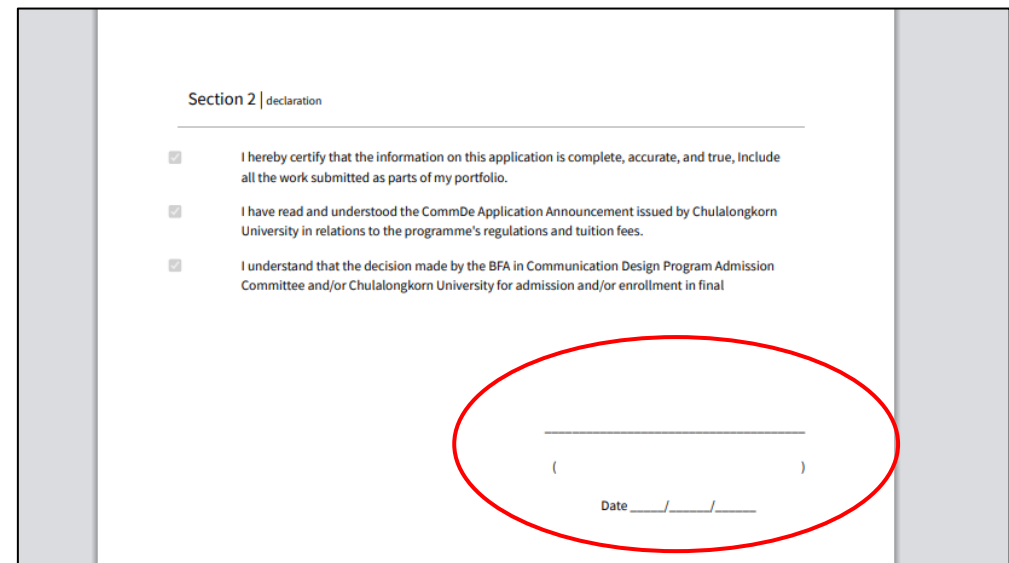 Section 2 | declaration
I hereby certify that the information on this application is complete, accurate, and true, Include
all the work submitted as parts of my portfolio.
I have read and understood the CommDe Application Announcement issued by Chulalongkorn
University in relations to the programme's regulations and tuition fees.
I understand that the decision made by the BFA in Communication Design Program Admission
Committee and/or Chulalongkorn University for admission and/or enrollment in final
______________________________________
( )
Date _____/______/______